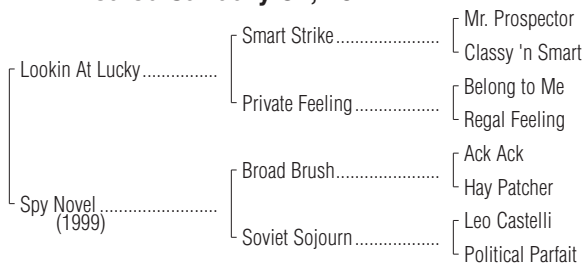 Mr. Prospector
Smart Strike
Classy 'n Smart
Lookin At Lucky
Belong to Me
Private Feeling
Regal Feeling
Ack Ack
Broad Brush
Hay Patcher
Spy Novel
(1999)
Leo Castelli
Soviet Sojourn
Political Parfait